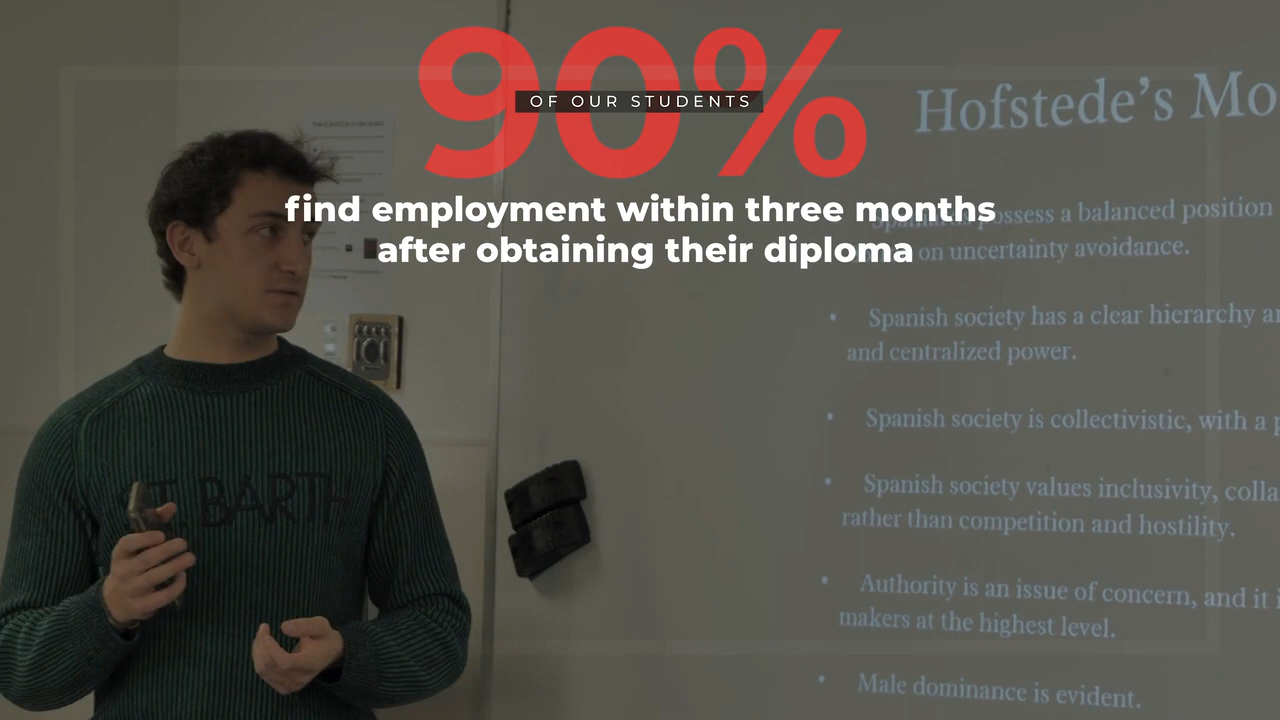 90%
OF OUR STUDENTS
find employment within three months
after obtaining their diploma
Hofstede's Mo
possess a balanced position
on uncertainty avoidance.
• Spanish society has a clear hierarchy
and centralized power.
• Spanish society is collectivistic, with a
• Spanish society values inclusivity,
rather than competition and hostility.
• Authority is an issue of concern, and it
makers at the highest level.
• Male dominance is evident.
ST. BARTH